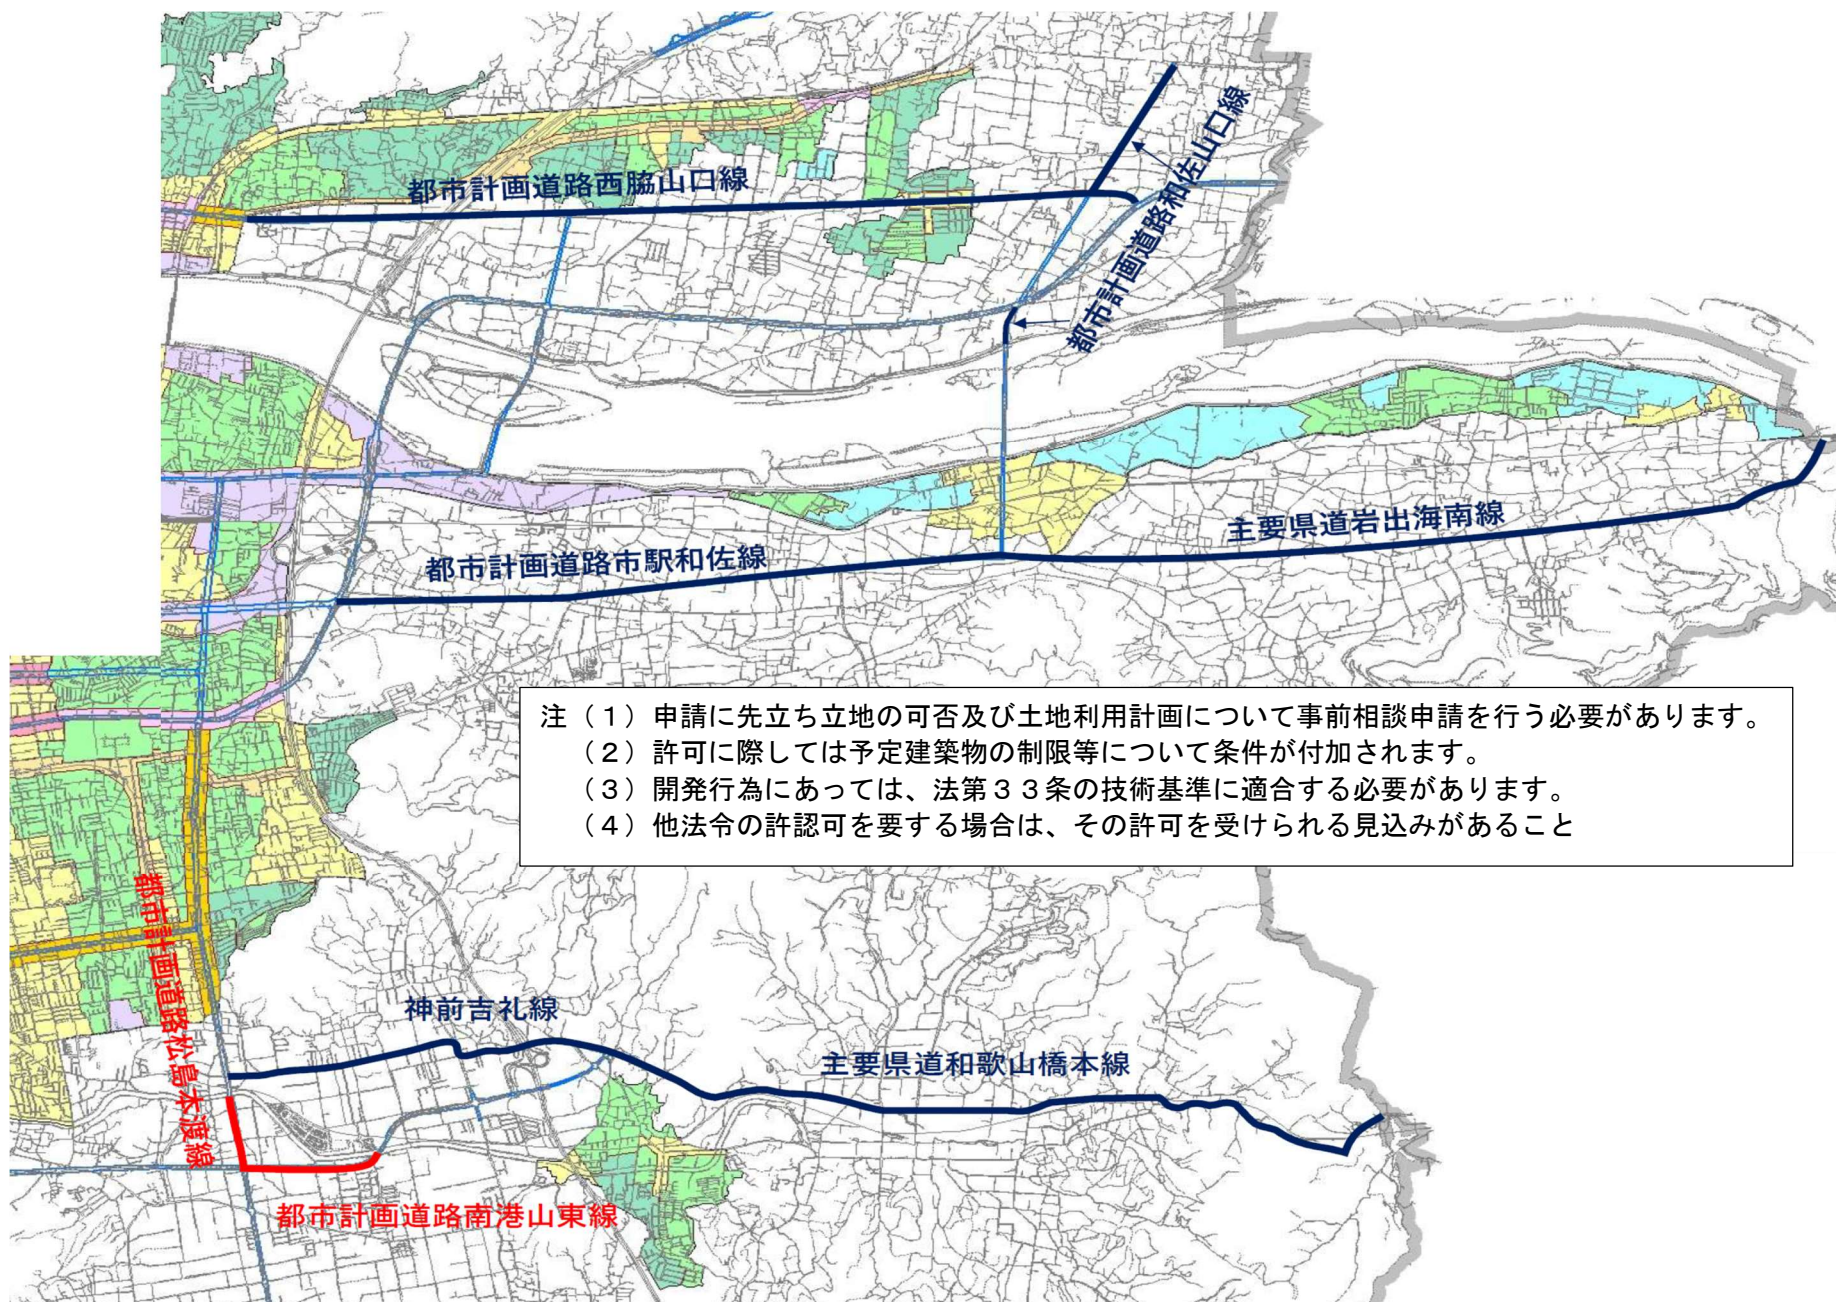 都市計画道路西脇山口線
都市計画道路和佐山口線
主要県道岩出海南線
都市計画道路市駅和佐線
注（１）申請に先立ち立地の可否及び土地利用計画について事前相談申請を行う必要があります。
（２）許可に際しては予定建築物の制限等について条件が付加されます。
（３）開発行為にあっては、法第３３条の技術基準に適合する必要があります。
（４）他法令の許認可を要する場合は、その許可を受けられる見込みがあること
都市計画道路松島本渡線
神前吉礼線
主要県道和歌山橋本線
都市計画道路南港山東線